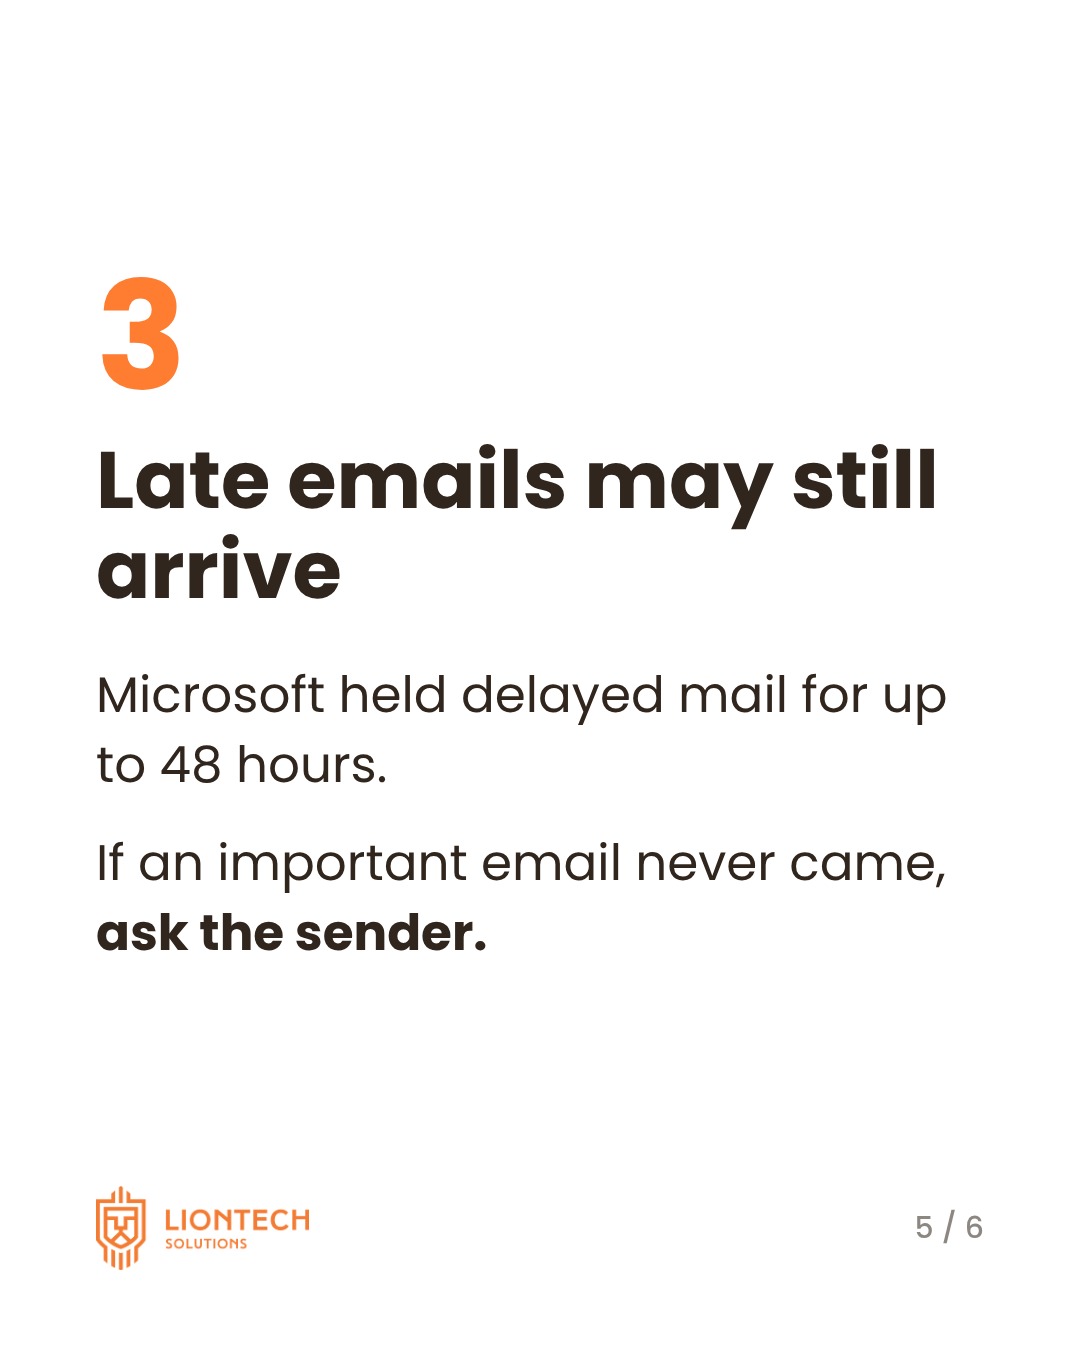 3
Late emails may still
arrive
Microsoft held delayed mail for up
to 48 hours.
If an important email never came,
ask the sender.
LIONTECH
SOLUTIONS
5 / 6